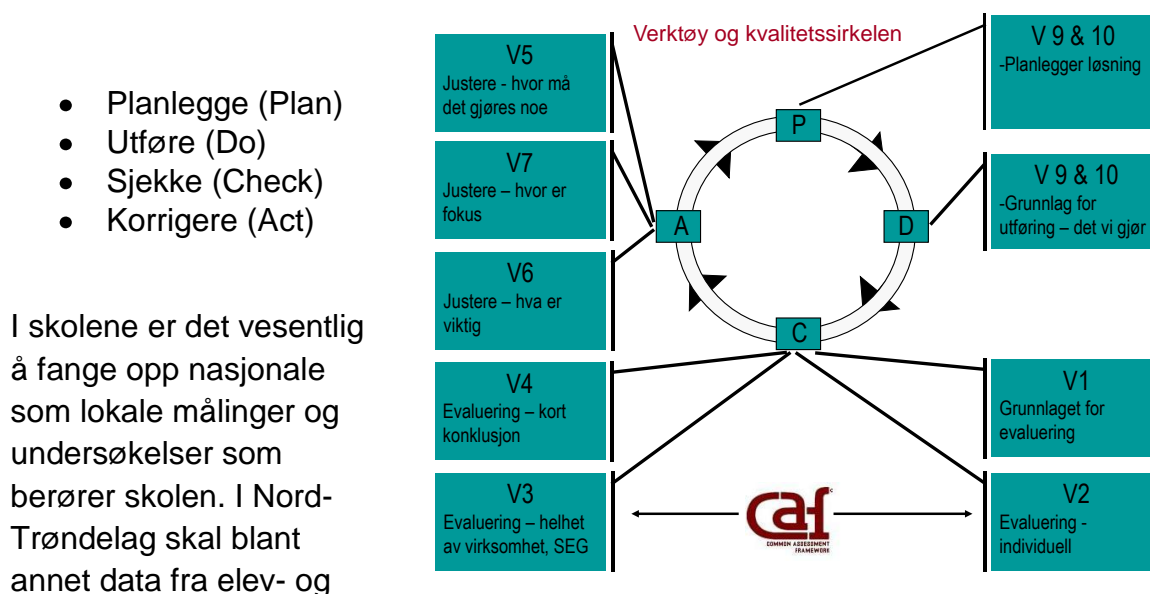 • Planlegge (Plan)
• Utføre (Do)
• Sjekke (Check)
• Korrigere (Act)
I skolene er det vesentlig
å fange opp nasjonale
som lokale målinger og
undersøkelser som
berører skolen. I Nord-
Trøndelag skal blant
annet data fra elev- og
Verktøy og kvalitetssirkelen
V5
Justere - hvor må
det gjøres noe
V7
Justere – hvor er
fokus
V6
Justere – hva er
viktig
V4
Evaluering – kort
konklusjon
V3
Evaluering – helhet
av virksomhet, SEG
P
A
D
C
caf
COMMON ASSESSMENT
FRAMEWORK
V 9 & 10
-Planlegger løsning
V 9 & 10
-Grunnlag for
utføring – det vi gjør
V1
Grunnlaget for
evaluering
V2
Evaluering -
individuell